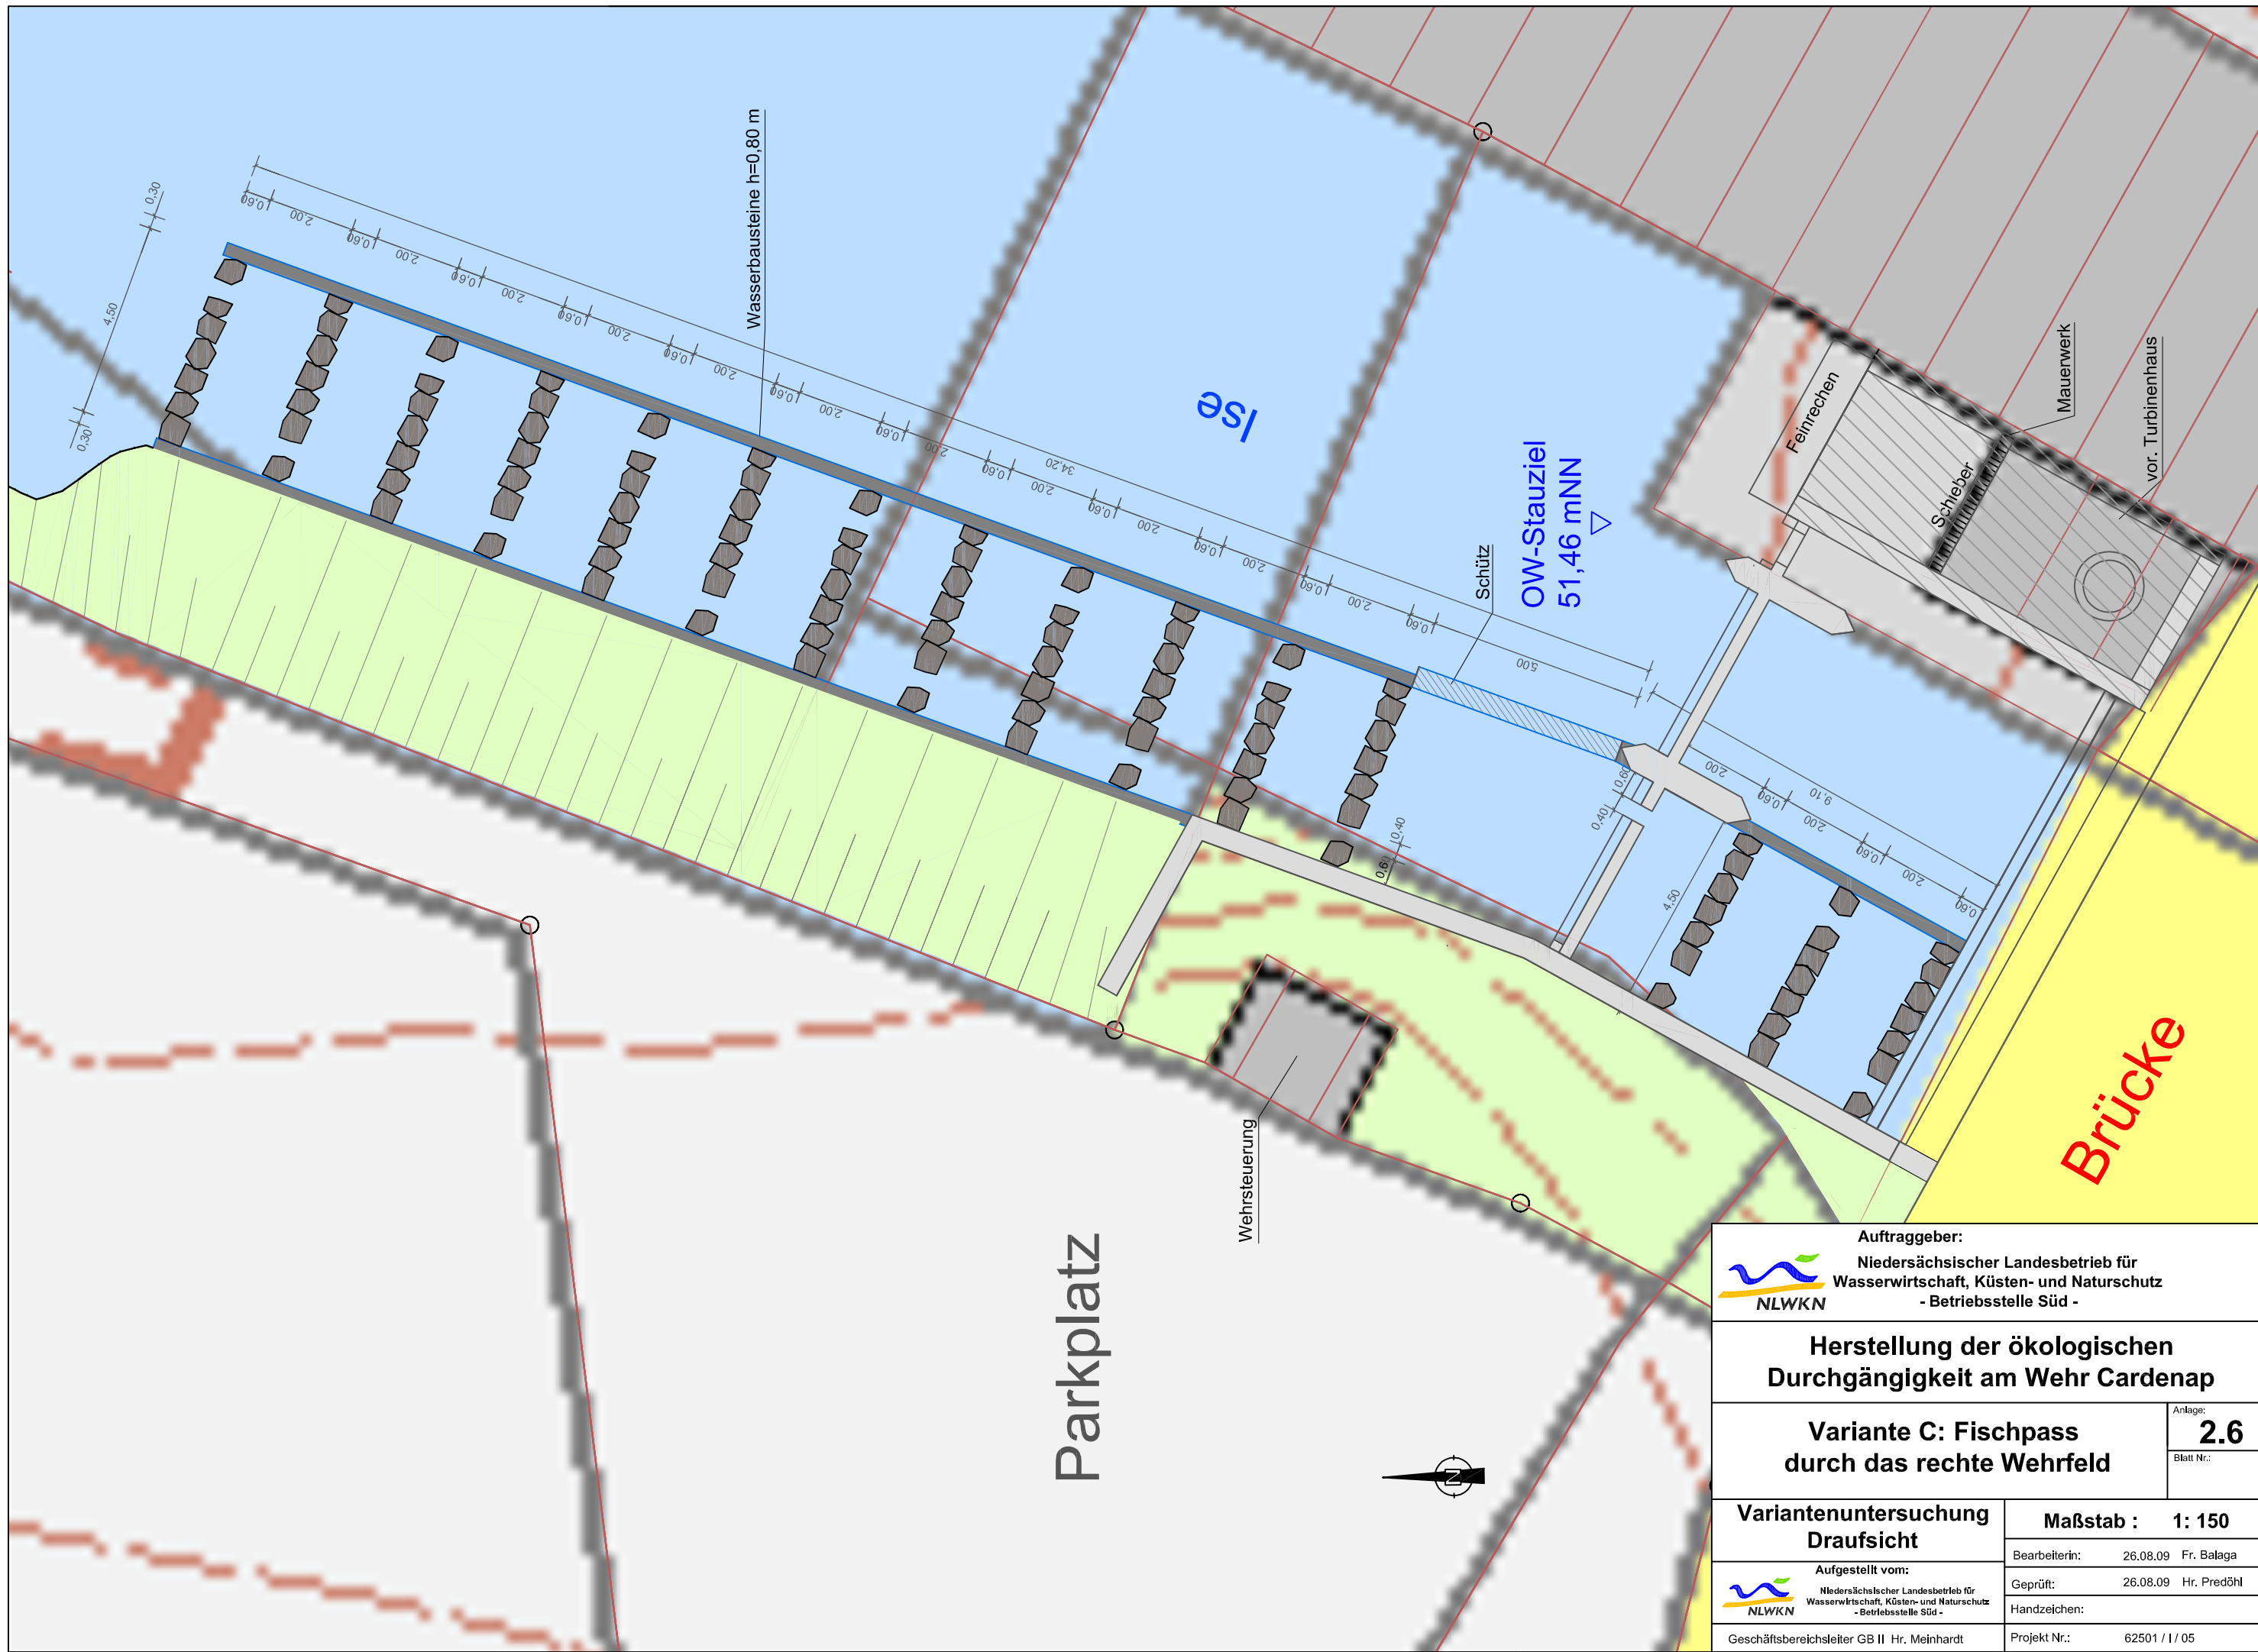 0,30
4,50
0,30
0,60
2,00
0,60
2,00
0,60
2,00
0,60
2,00
0,60
2,00
0,60
2,00
0,60
2,00
0,60
2,00
0,60
2,00
0,60
2,00
0,60
2,00
0,60
34,20
5,00
Wasserbausteine h=0,80 m
Ise
Schütz
OW-Stauziel
51,46 mNN
Feinrechen
Schieber
Mauerwerk
vor. Turbinenhaus
0,60
0,40
0,60
0,40
2,00
0,60
2,00
0,60
2,00
0,60
9,10
4,50
Wehrsteuerung
Parkplatz
Brücke
N
Auftraggeber:
Niedersächsischer Landesbetrieb für
Wasserwirtschaft, Küsten- und Naturschutz
- Betriebsstelle Süd -
NLWKN
Herstellung der ökologischen
Durchgängigkeit am Wehr Cardenap
Variante C: Fischpass
durch das rechte Wehrfeld
Anlage:
2.6
Blatt Nr.:
Variantenuntersuchung
Draufsicht
Maßstab : 1: 150
Bearbeiterin: 26.08.09 Fr. Balaga
Geprüft: 26.08.09 Hr. Predöhl
Handzeichen:
Projekt Nr.: 62501 / I / 05
Aufgestellt vom:
Niedersächsischer Landesbetrieb für
Wasserwirtschaft, Küsten- und Naturschutz
- Betriebsstelle Süd -
NLWKN
Geschäftsbereichsleiter GB II Hr. Meinhardt